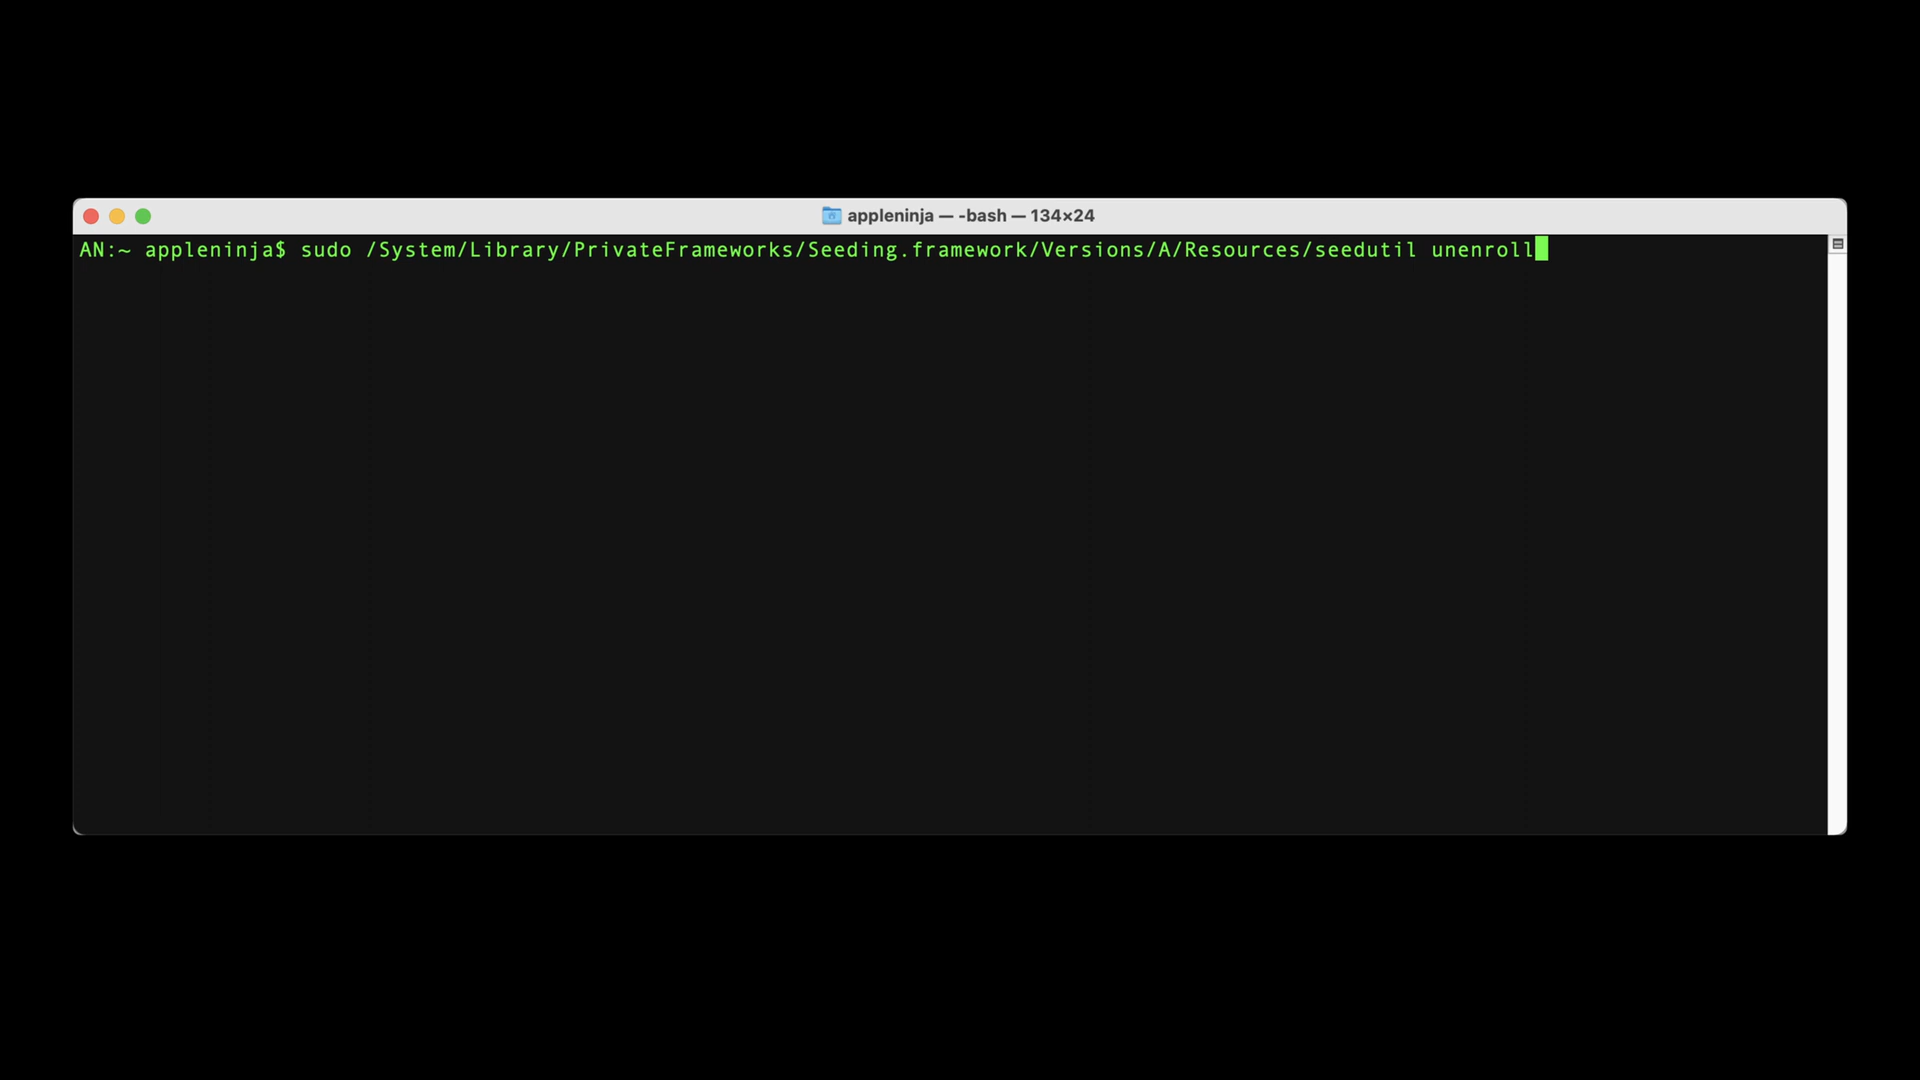 appleninja — -bash — 134×24
AN:~ appleninja$ sudo /System/Library/PrivateFrameworks/Seeding.framework/Versions/A/Resources/seedutil unenroll